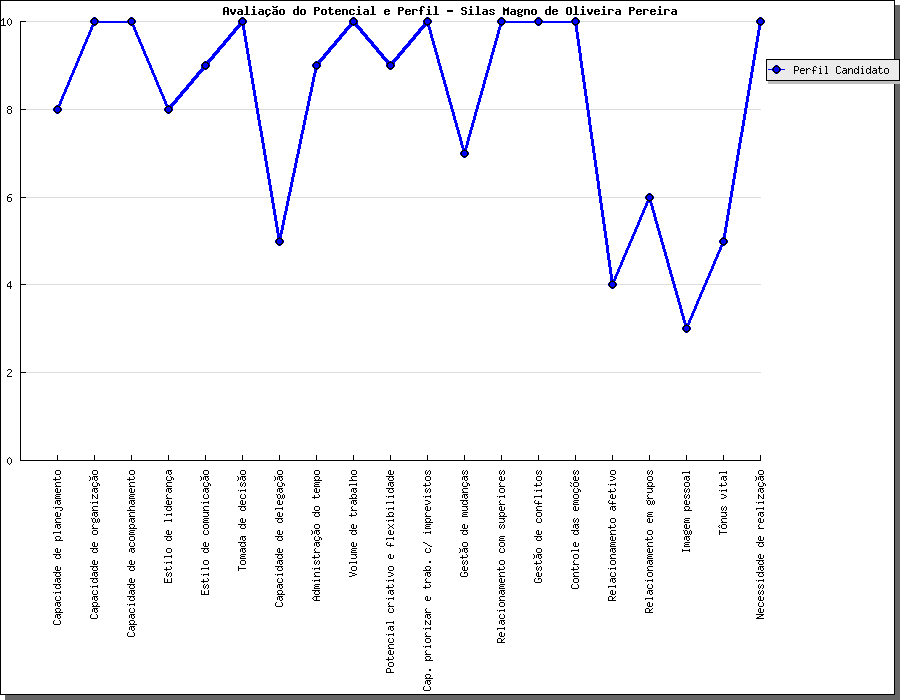 Avaliação do Potencial e Perfil - Silas Magno de Oliveira Pereira
Perfil Candidato
10
8
6
4
2
0
Capacidade de planejamento
Capacidade de organização
Capacidade de acompanhamento
Estilo de liderança
Estilo de comunicação
Tomada de decisão
Capacidade de delegação
Administração do tempo
Volume de trabalho
Potencial criativo e flexibilidade
Cap. priorizar e trab. c/ imprevistos
Gestão de mudanças
Relacionamento com superiores
Gestão de conflitos
Controle das emoções
Relacionamento afetivo
Relacionamento em grupos
Imagem pessoal
Tônus vital
Necessidade de realização